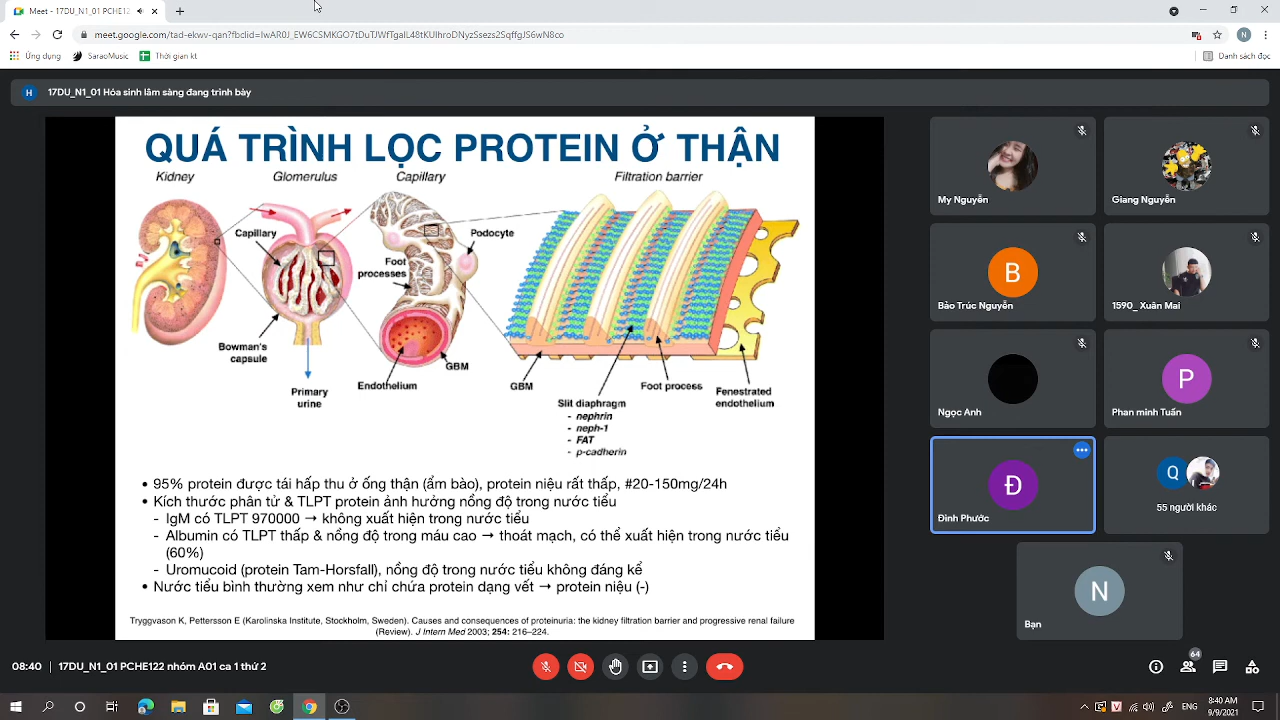 Meet - 17DU_N1_01 PCHE12
meet.google.com/tad-ekwv-qan?fbclid=IwAR0J_EW6CSMKGO7tDuTJWfTgaIL48tKUIhroDNyzSsezs2SqffgJS6wN8co
N
Ứng dụng
SaraoMusic
Thời gian kt
Danh sách đọc
H
17DU_N1_01 Hóa sinh lâm sàng đang trình bày
QUÁ TRÌNH LỌC PROTEIN Ở THẬN
Kidney
Glomerulus
Capillary
Filtration barrier
Capillary
Podocyte
Foot
processes
Bowman's
capsule
GBM
Endothelium
Primary
urine
GBM
Foot process
Fenestrated
endothelium
Slit diaphragm
- nephrin
- neph-1
- FAT
- p-cadherin
• 95% protein được tái hấp thu ở ống thận (ẩm bào), protein niệu rất thấp, #20-150mg/24h
• Kích thước phân tử & TLPT protein ảnh hưởng nồng độ trong nước tiểu
- IgM có TLPT 970000 → không xuất hiện trong nước tiểu
- Albumin có TLPT thấp & nồng độ trong máu cao → thoát mạch, có thể xuất hiện trong nước tiểu
(60%)
- Uromucoid (protein Tam-Horsfall), nồng độ trong nước tiểu không đáng kể
• Nước tiểu bình thường xem như chỉ chứa protein dạng vết → protein niệu (-)
Tryggvason K, Pettersson E (Karolinska Institute, Stockholm, Sweden). Causes and consequences of proteinuria: the kidney filtration barrier and progressive renal failure
(Review). J Intern Med 2003; 254: 216–224.
Kỳ Nguyễn
Giang Nguyen
B
Bảo Trúc Nguyễn
1590_Xuân Mai
Ngọc Anh
P
Phan minh Tuấn
Đ
Đình Phước
Q
54 người khác
N
Bạn
08:40 | 17DU_N1_01 PCHE122 nhóm A01 ca 1 thứ 2
64
8:40 AM
9/9/2021